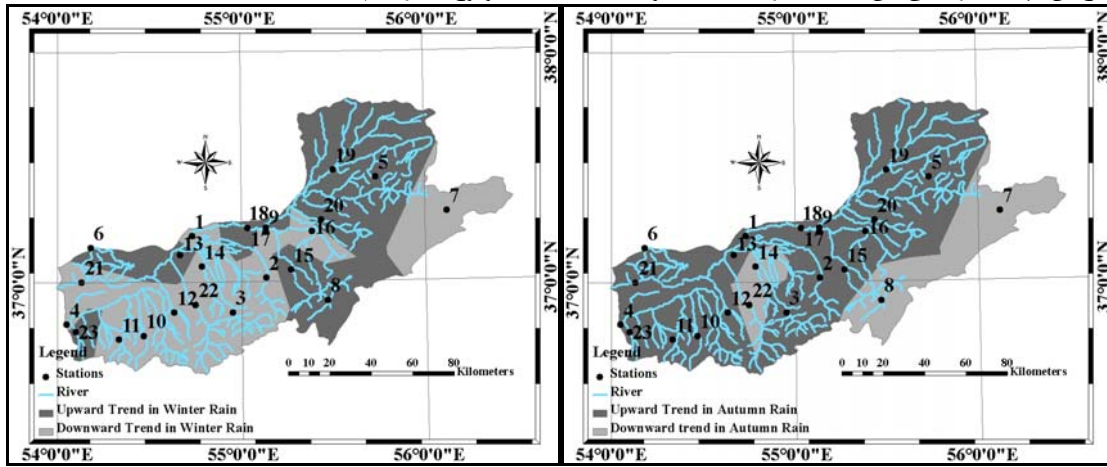 54°0'0"E 55°0'0"E 56°0'0"E
38°0'0"N
37°0'0"N
37°0'0"N
N
W E
S
19
5
7
20
18 9
1
6
17
16
13
14
15
21
2
8
12 22
3
4
10
11
23
Legend
Stations
River
Upward Trend in Winter Rain
Downward Trend in Winter Rain
0 10 20 40 60 80
Kilometers
54°0'0"E 55°0'0"E 56°0'0"E
54°0'0"E 55°0'0"E 56°0'0"E
38°0'0"N
37°0'0"N
37°0'0"N
N
W E
S
19
5
7
20
18 9
1
6
17
16
13
14
15
21
2
8
12 22
3
4
10
11
23
Legend
Stations
River
Upward Trend in Autumn Rain
Downward trend in Autumn Rain
0 10 20 40 60 80
Kilometers
54°0'0"E 55°0'0"E 56°0'0"E